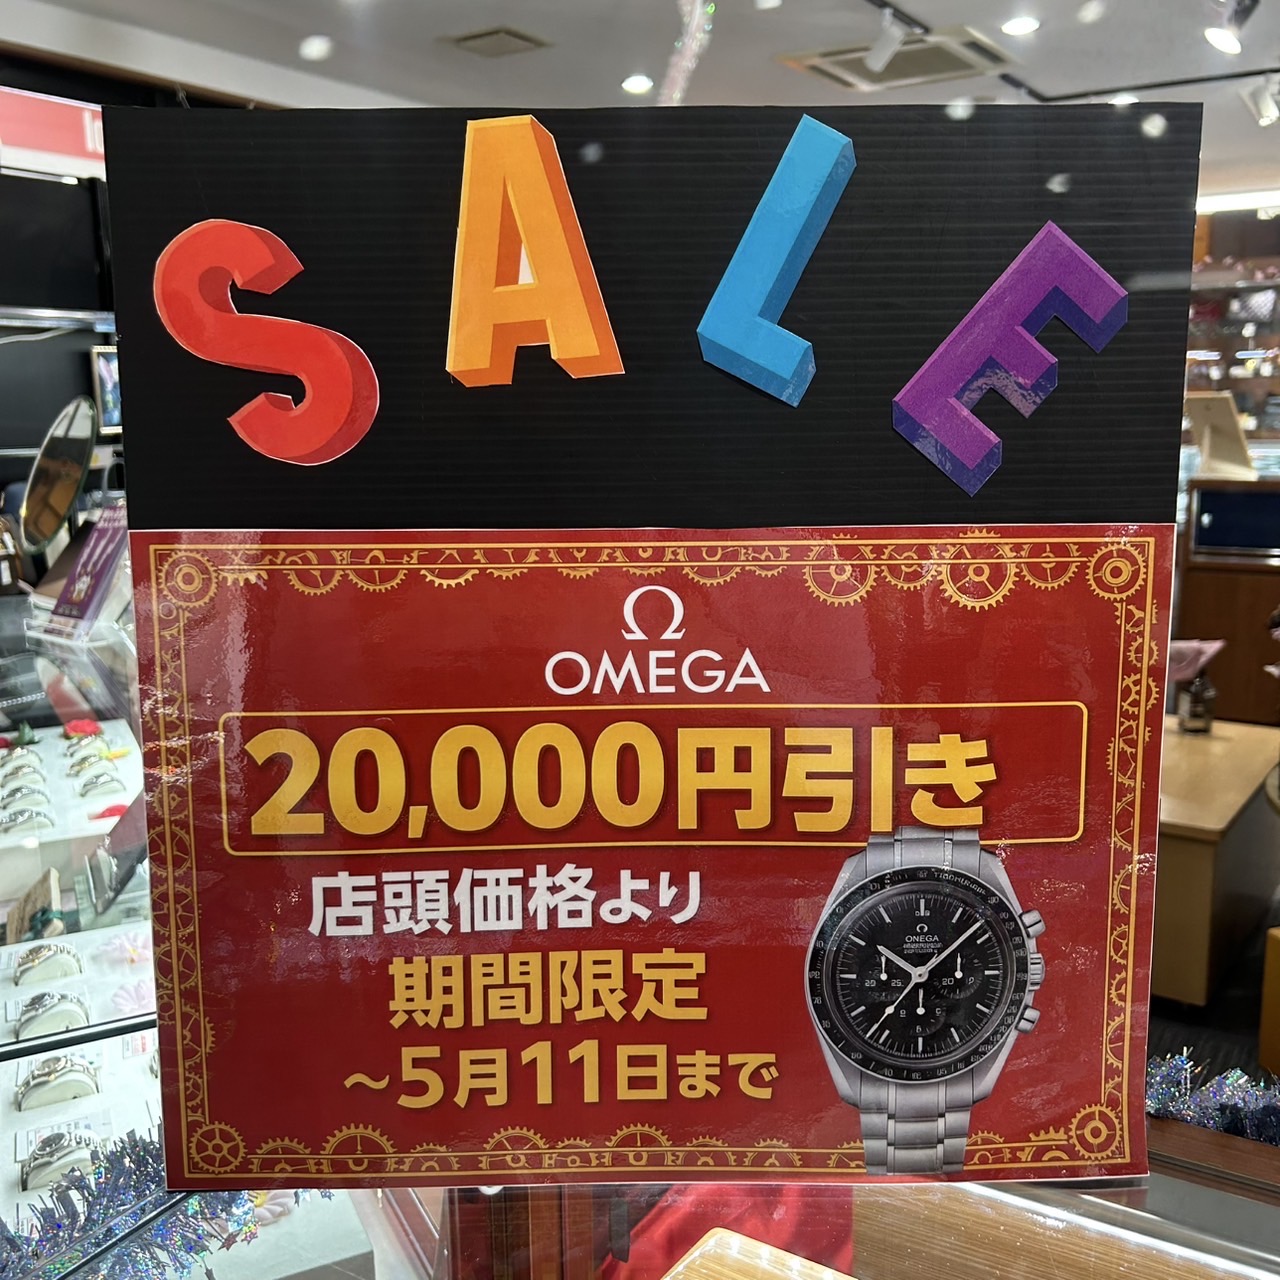 SALE
Ω
OMEGA
20,000円引き
店頭価格より
期間限定
～5月11日まで
ONEGA